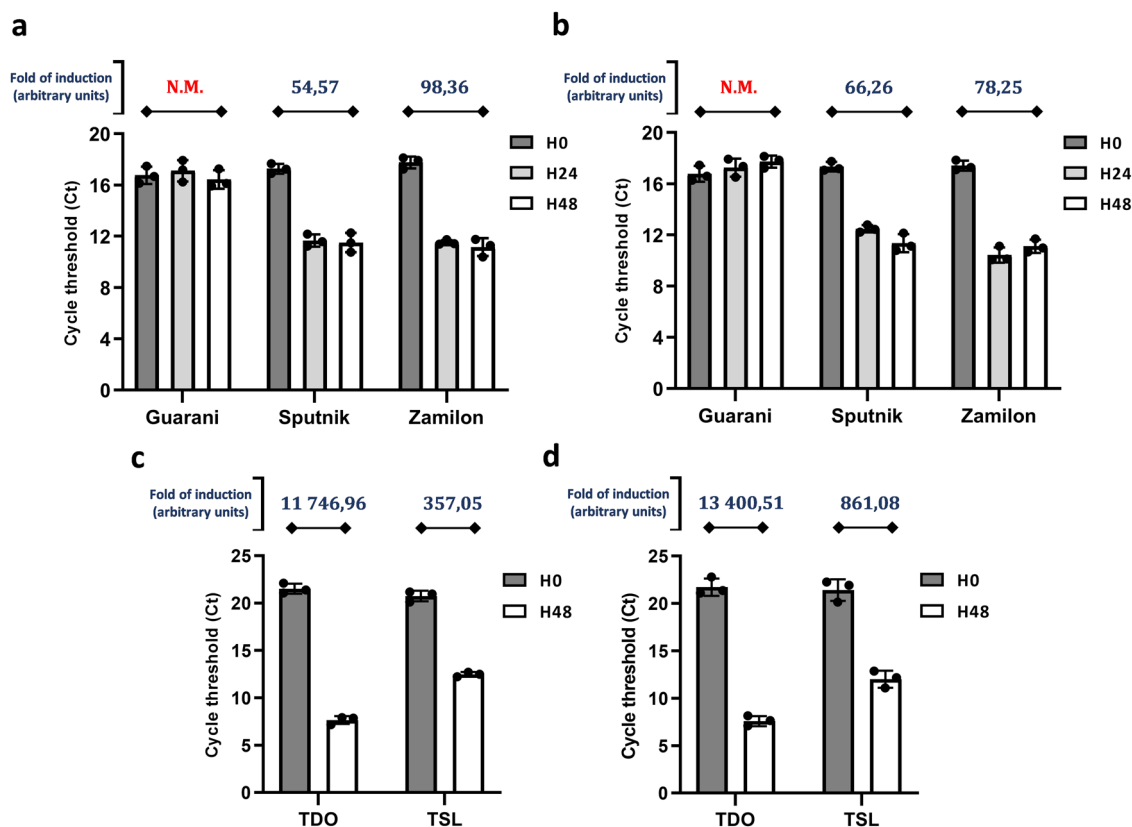 a
Fold of induction
(arbitrary units)
N.M.
54,57
98,36
Cycle threshold (Ct)
20
16
12
8
4
0
Guarani
Sputnik
Zamilon
H0
H24
H48
b
Fold of induction
(arbitrary units)
N.M.
66,26
78,25
Cycle threshold (Ct)
20
16
12
8
4
0
Guarani
Sputnik
Zamilon
H0
H24
H48
c
Fold of induction
(arbitrary units)
11 746,96
357,05
Cycle threshold (Ct)
25
20
15
10
5
0
TDO
TSL
H0
H48
d
Fold of induction
(arbitrary units)
13 400,51
861,08
Cycle threshold (Ct)
25
20
15
10
5
0
TDO
TSL
H0
H48